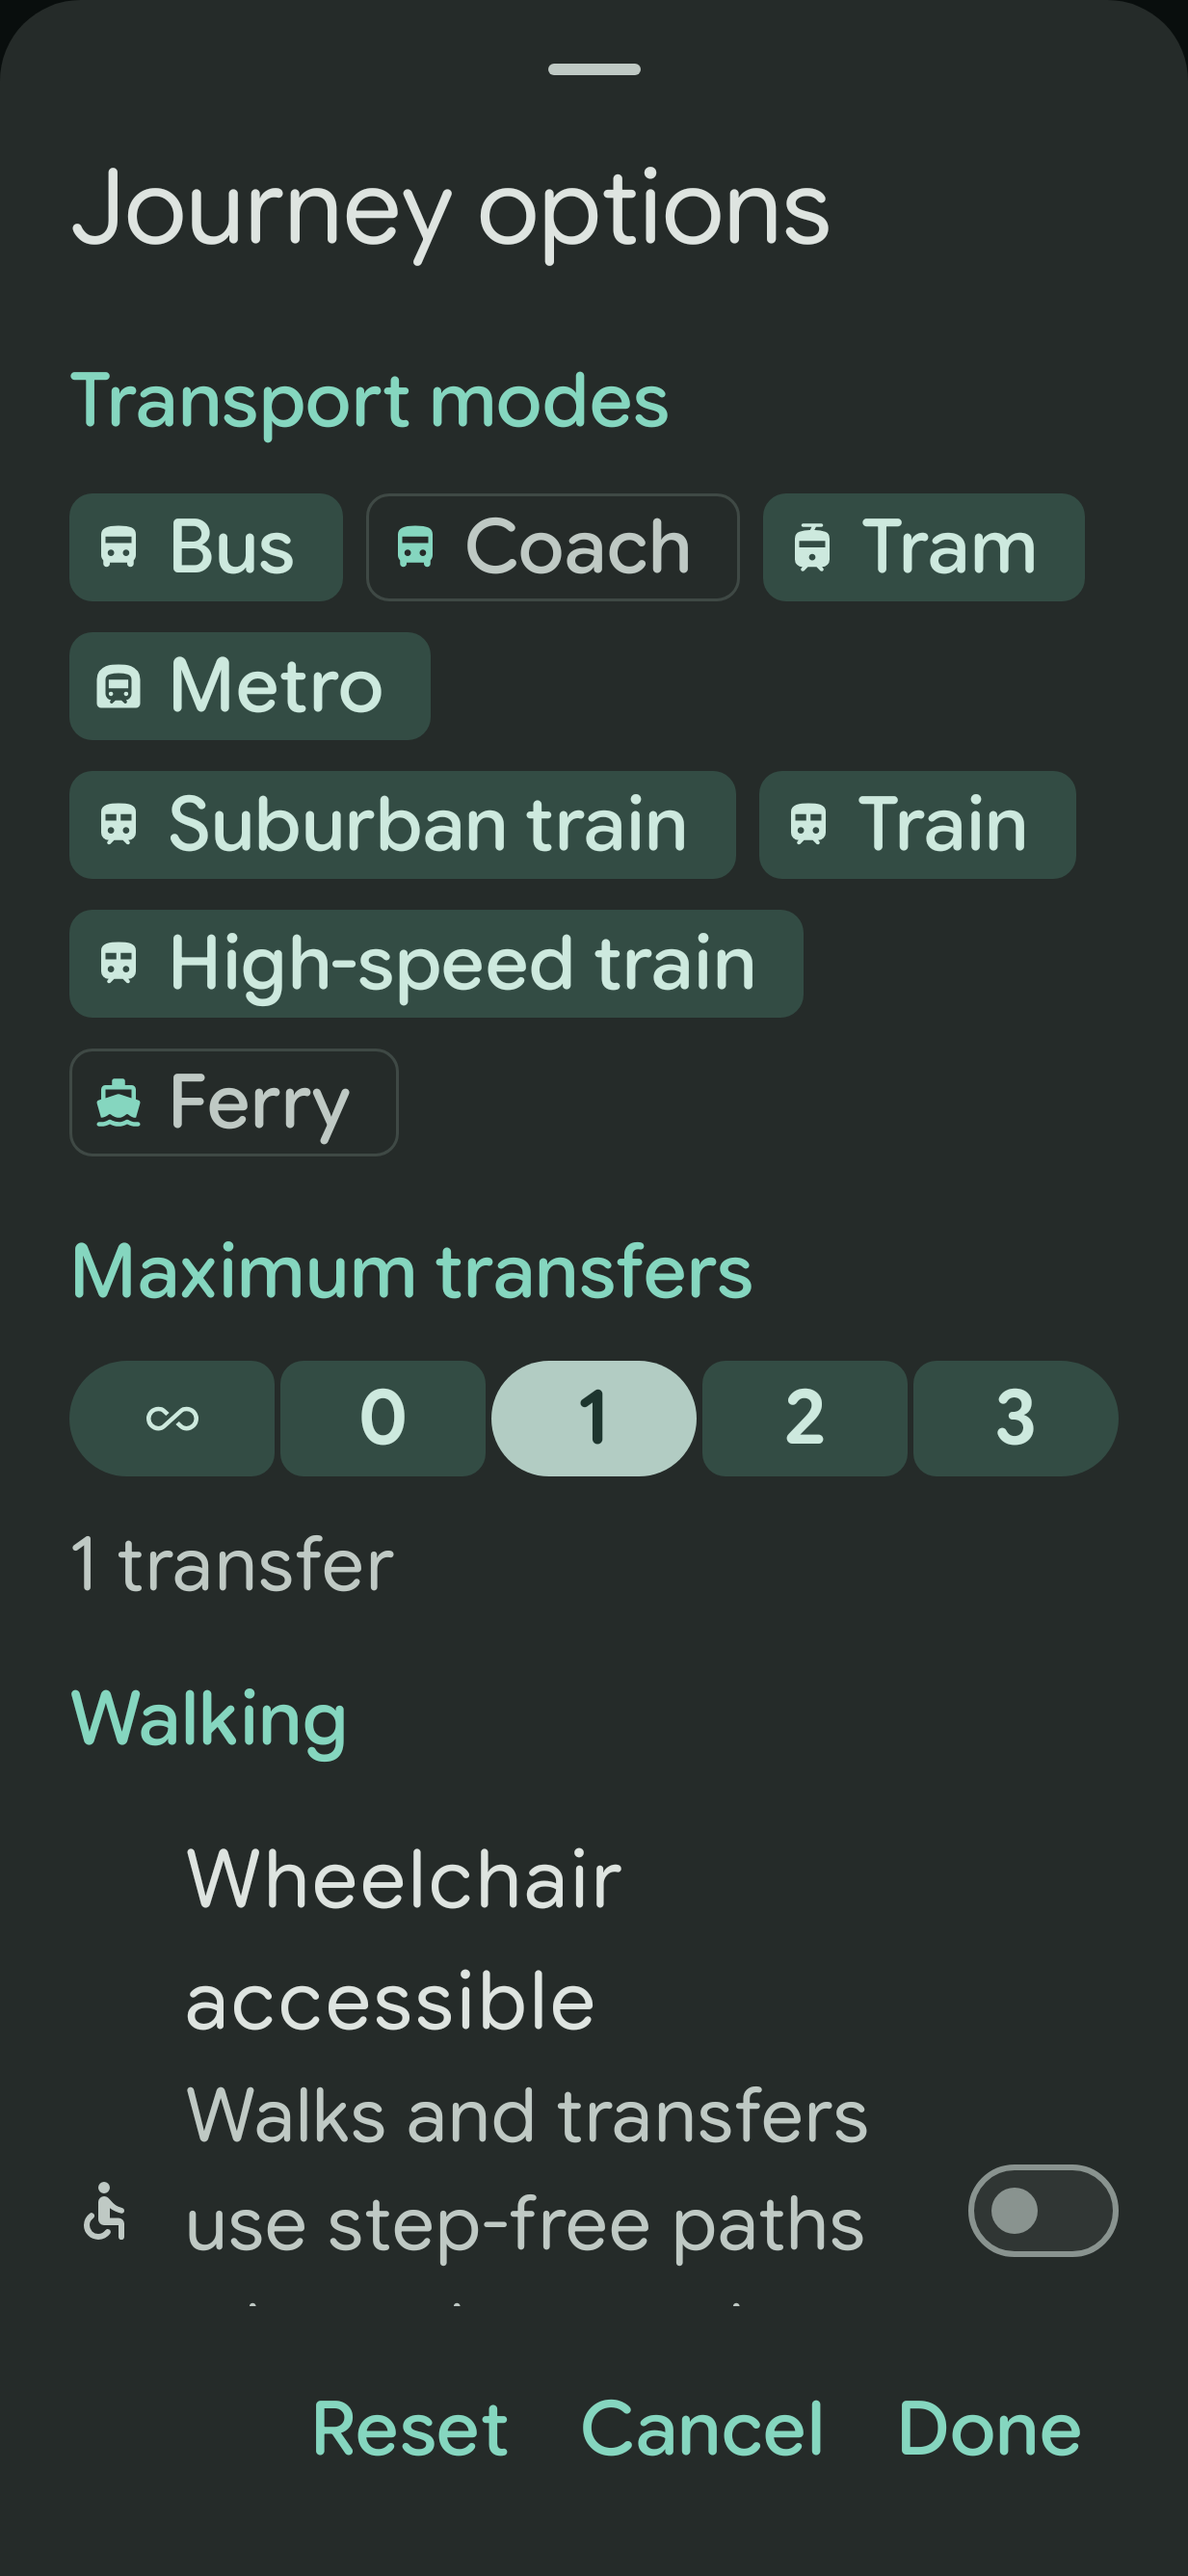 Journey options
Transport modes
Bus Coach Tram
Metro
Suburban train Train
High-speed train
Ferry
Maximum transfers
∞ 0 1 2 3
1 transfer
Walking
Wheelchair
accessible
Walks and transfers
use step-free paths
Reset Cancel Done